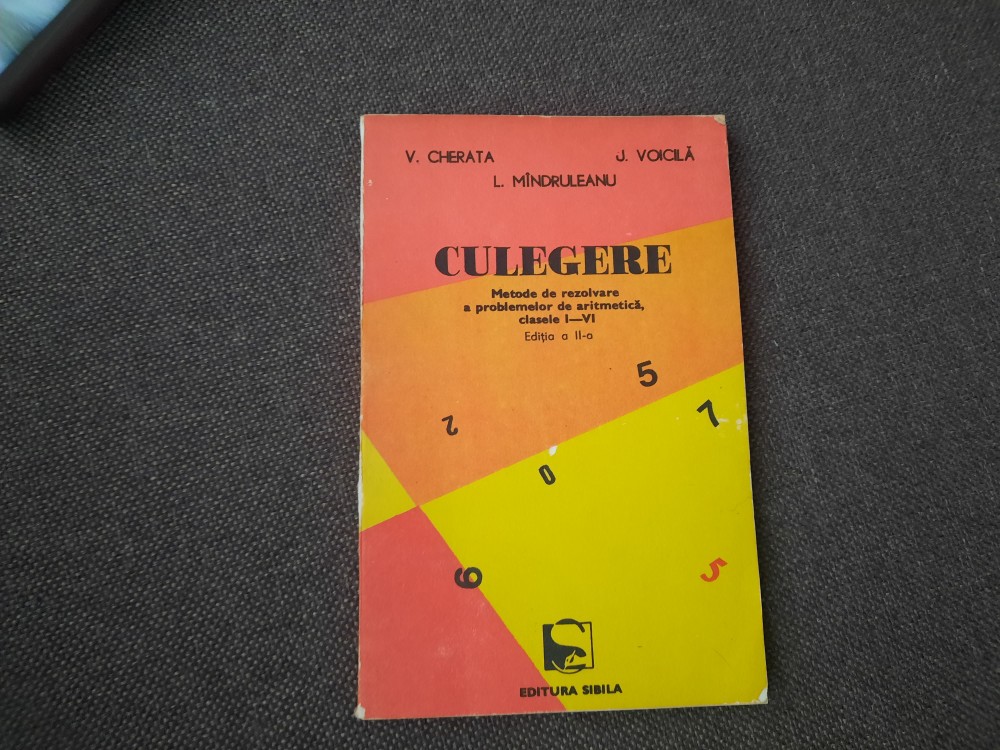 V. CHERATA J. VOICILĂ
L. MÎNDRULEANU
CULEGERE
Metode de rezolvare
a problemelor de aritmetică,
clasele I—VI
Ediția a II-a
5
7
2
0
6
5
S
EDITURA SIBILA